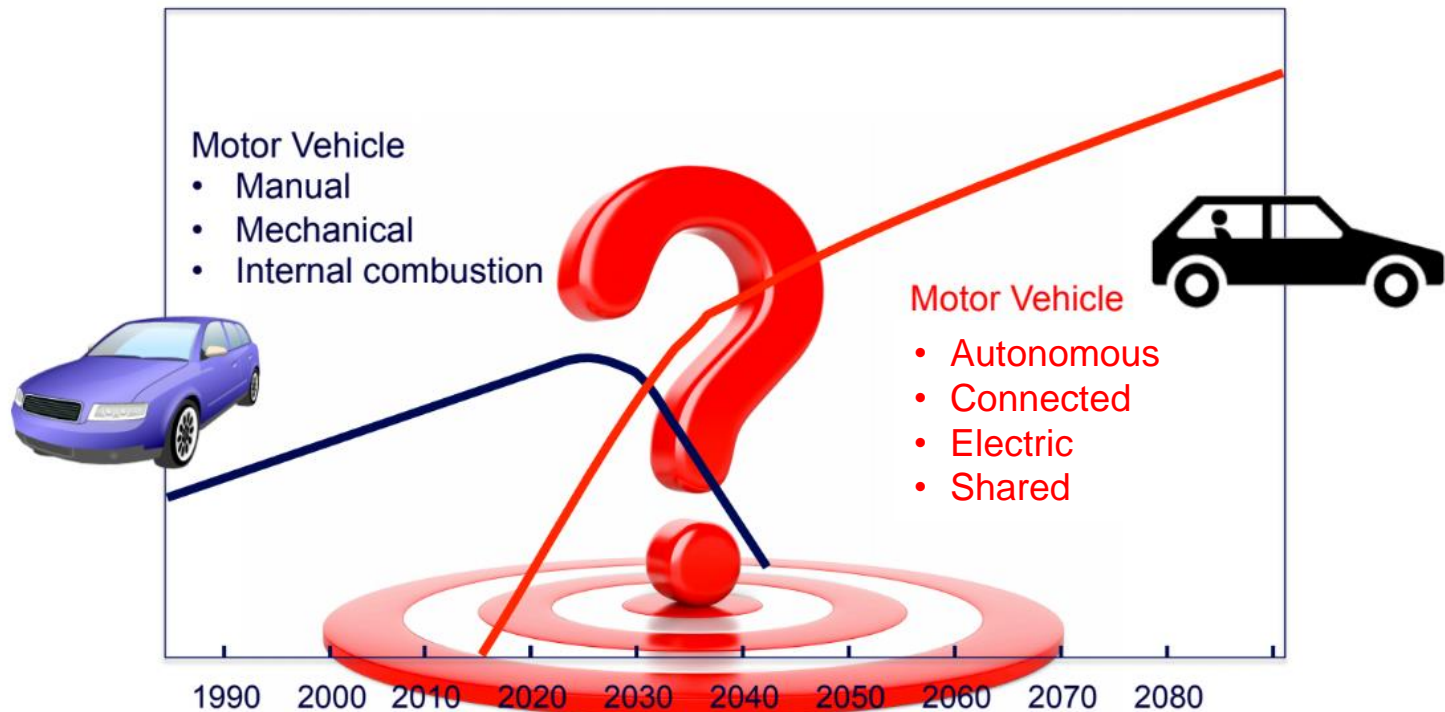 Motor Vehicle
• Manual
• Mechanical
• Internal combustion
Motor Vehicle
• Autonomous
• Connected
• Electric
• Shared
1990 2000 2010 2020 2030 2040 2050 2060 2070 2080